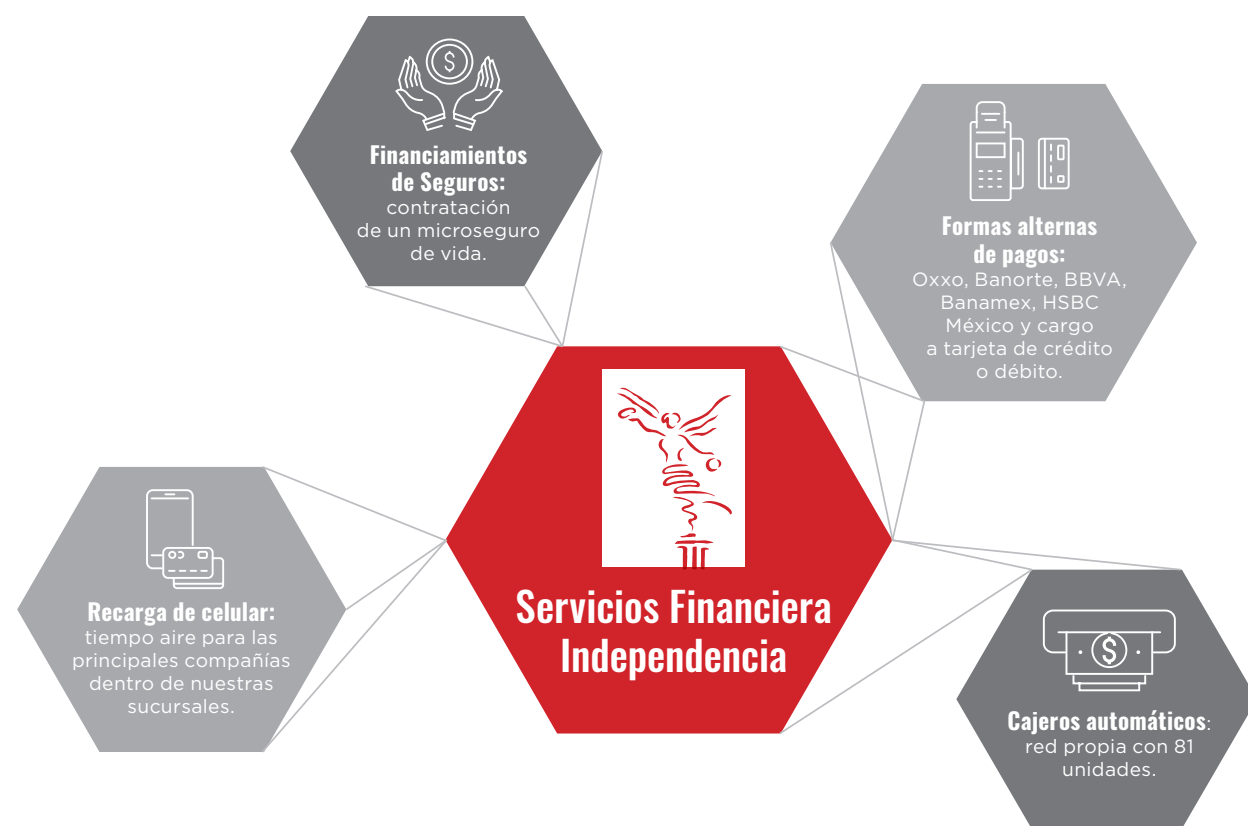 Financiamientos
de Seguros:
contratación
de un microseguro
de vida.
Formas alternas
de pagos:
Oxxo, Banorte, BBVA,
Banamex, HSBC
México y cargo
a tarjeta de crédito
o débito.
Servicios Financiera
Independencia
Recarga de celular:
tiempo aire para las
principales compañías
dentro de nuestras
sucursales.
Cajeros automáticos:
red propia con 81
unidades.